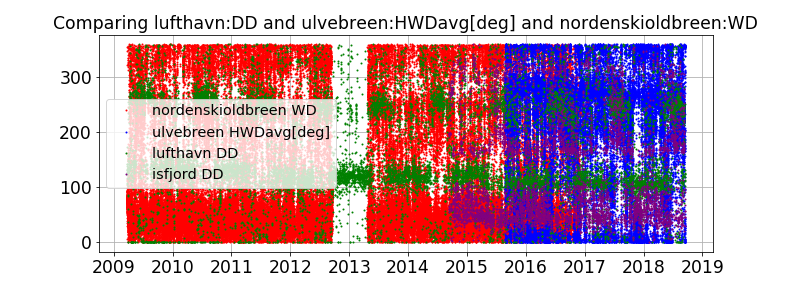 Comparing lufthavn:DD and ulvebreen:HWDavg[deg] and nordenskioldbreen:WD
300
200
100
0
nordenskioldbreen WD
ulvebreen HWDavg[deg]
lufthavn DD
isfjord DD
2009 2010 2011 2012 2013 2014 2015 2016 2017 2018 2019